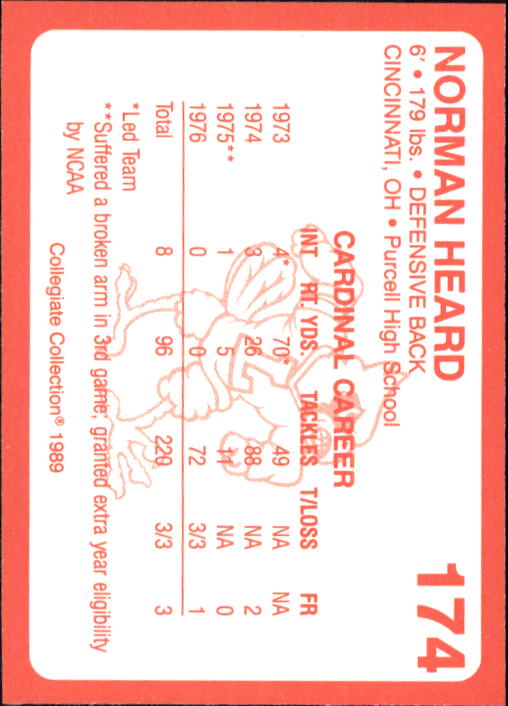 NORMAN HEARD
174
6' • 179 lbs. • DEFENSIVE BACK
CINCINNATI, OH • Purcell High School
CARDINAL CAREER
INT RT. YDS. TACKLES T/LOSS FR
1973 4* 70* 49 NA NA
1974 3 26 88 NA 2
1975** 1 5 11 NA 0
1976 0 0 72 3/3 1
Total 8 96 220 3/3 3
*Led Team
**Suffered a broken arm in 3rd game, granted extra year eligibility
by NCAA
Collegiate Collection® 1989